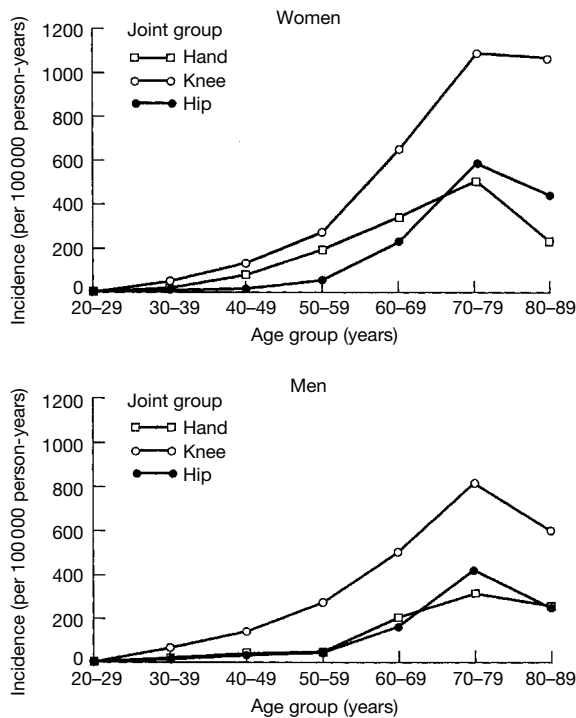 Women
Joint group
Hand
Knee
Hip
Incidence (per 100 000 person-years)
1200
1000
800
600
400
200
0
20–29 30–39 40–49 50–59 60–69 70–79 80–89
Age group (years)
Men
Joint group
Hand
Knee
Hip
Incidence (per 100 000 person-years)
1200
1000
800
600
400
200
0
20–29 30–39 40–49 50–59 60–69 70–79 80–89
Age group (years)